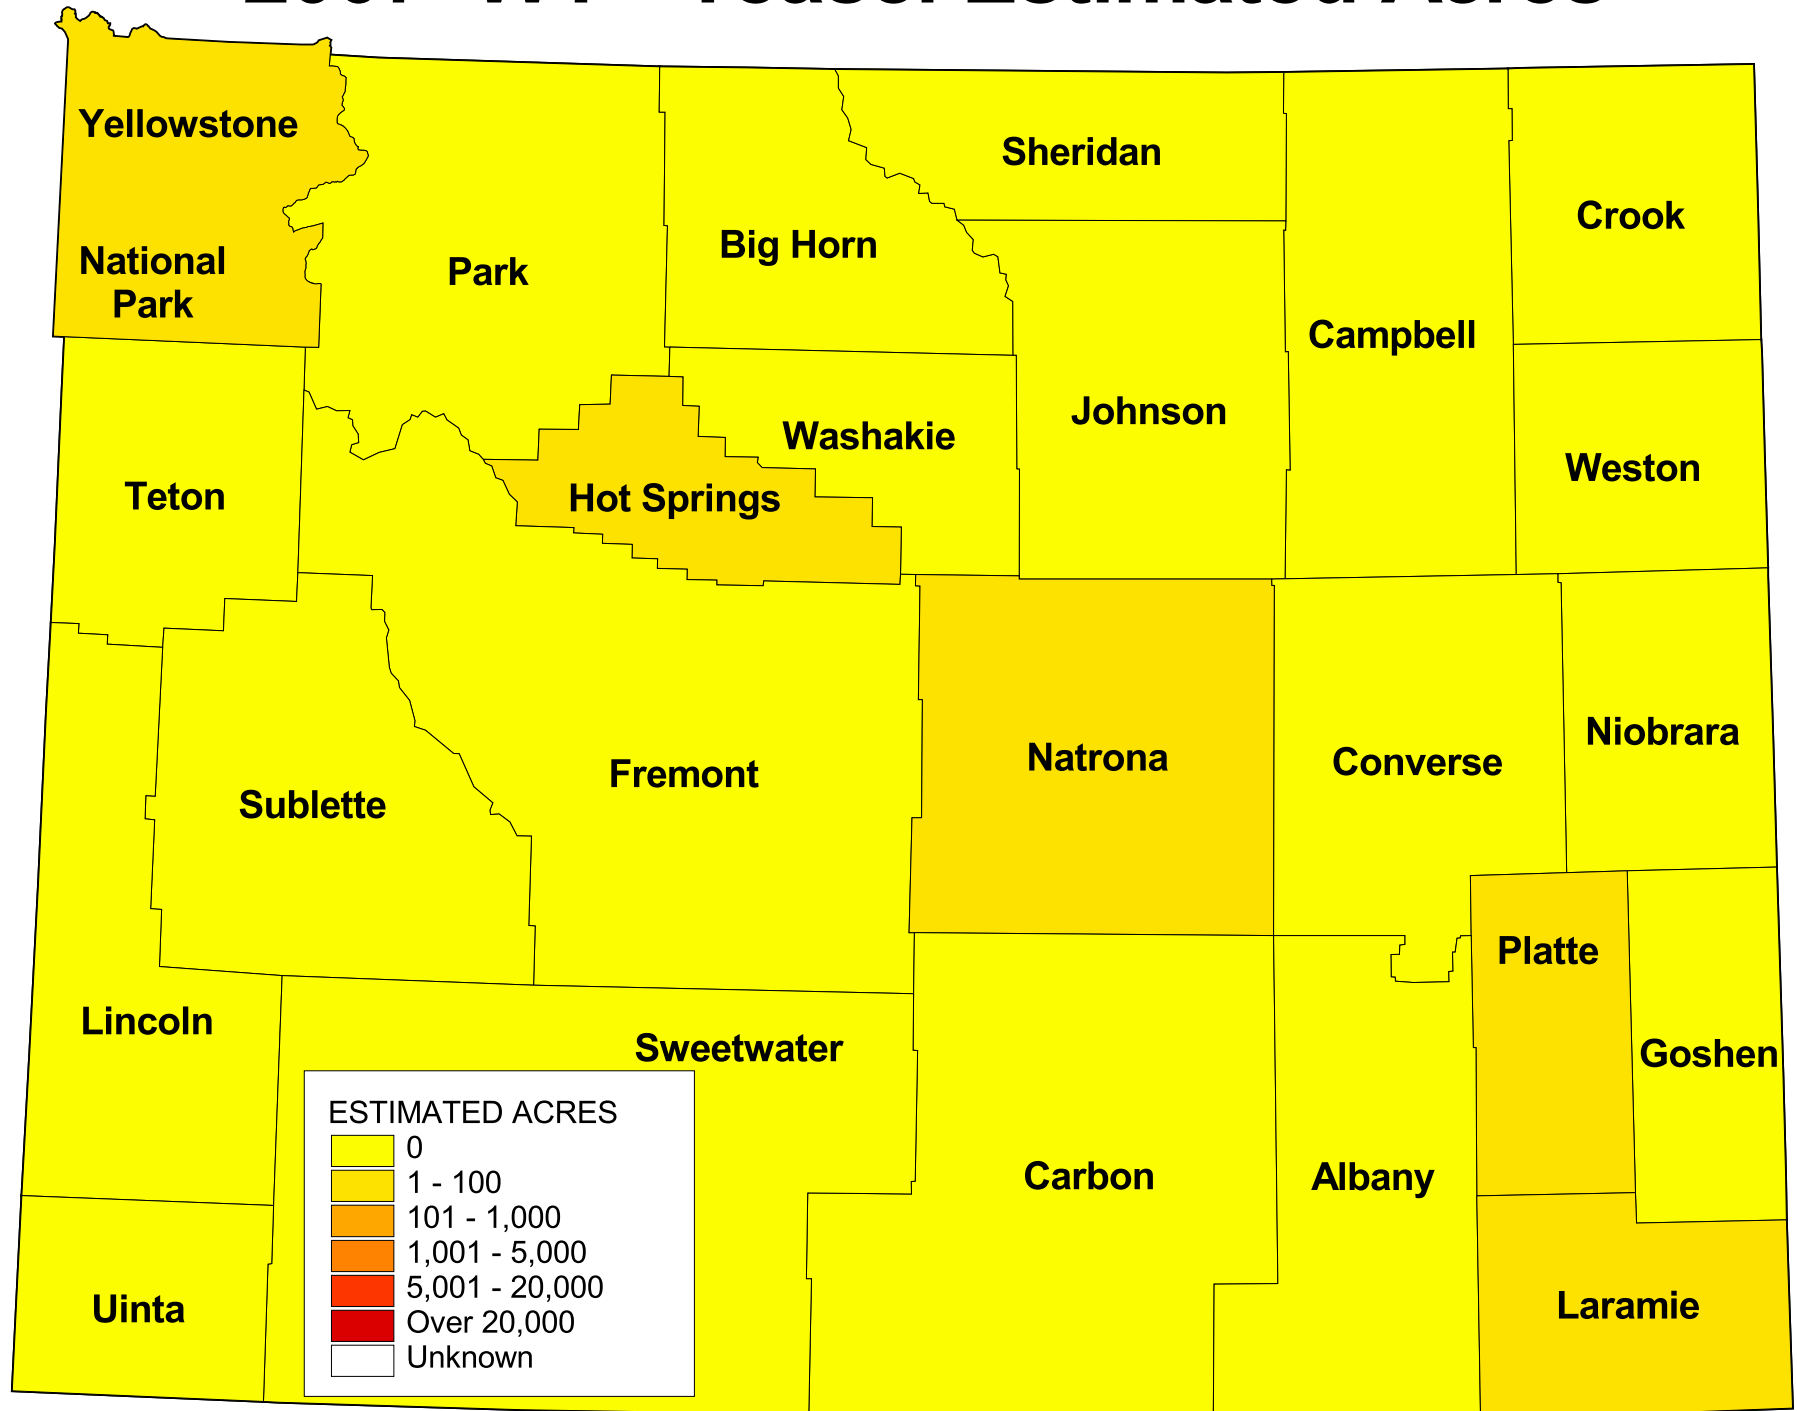 Yellowstone
National
Park
Park
Big Horn
Sheridan
Crook
Campbell
Johnson
Washakie
Hot Springs
Teton
Weston
Niobrara
Natrona
Converse
Fremont
Sublette
Platte
Lincoln
Sweetwater
Goshen
Carbon
Albany
Uinta
Laramie
ESTIMATED ACRES
0
1 - 100
101 - 1,000
1,001 - 5,000
5,001 - 20,000
Over 20,000
Unknown